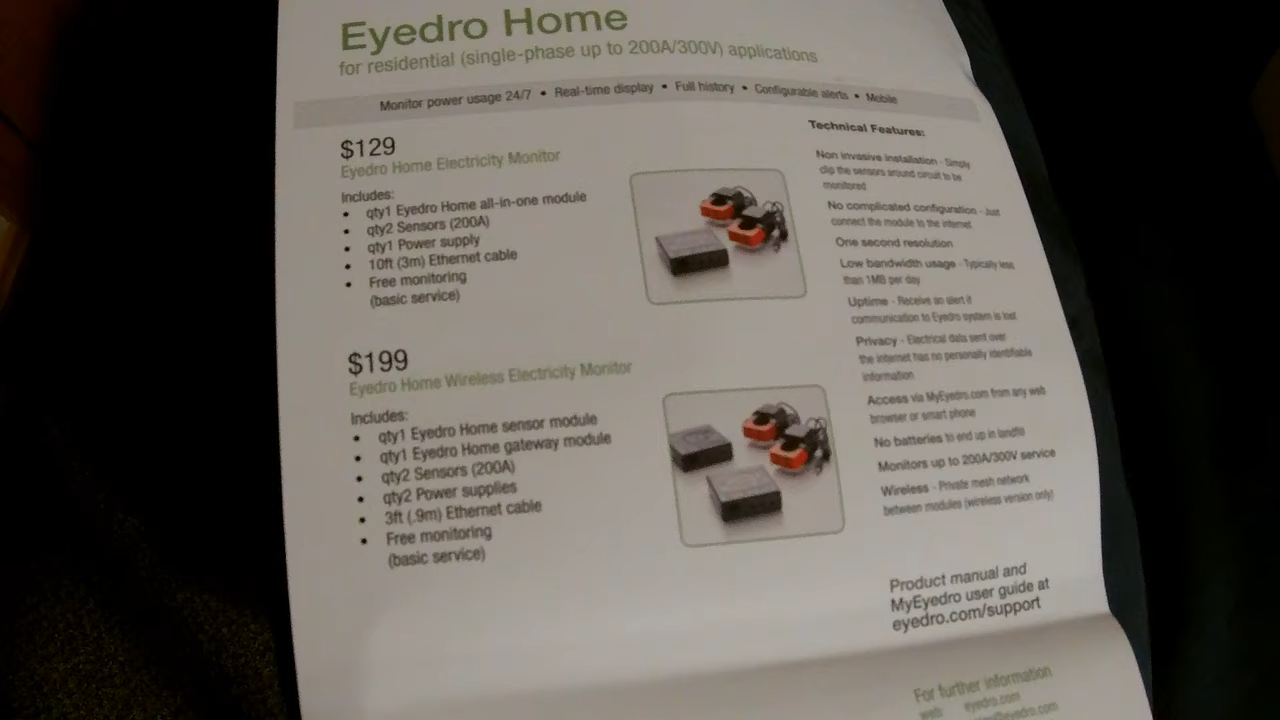 Eyedro Home
for residential (single-phase up to 200A/300V) applications
Monitor power usage 24/7 • Real-time display • Full history • Configurable alerts • Mobile
$129
Eyedro Home Electricity Monitor
Includes:
• qty1 Eyedro Home all-in-one module
• qty2 Sensors (200A)
• qty1 Power supply
• 10ft (3m) Ethernet cable
• Free monitoring
(basic service)
$199
Eyedro Home Wireless Electricity Monitor
Includes:
• qty1 Eyedro Home sensor module
• qty1 Eyedro Home gateway module
• qty2 Sensors (200A)
• qty2 Power supplies
• 3ft (.9m) Ethernet cable
• Free monitoring
(basic service)
Technical Features:
Non invasive installation - Simply
clip the sensors around circuit to be
monitored
No complicated configuration - Just
connect the module to the internet
One second resolution
Low bandwidth usage - Typically less
than 1MB per day
Uptime - Receive an alert if
communication to Eyedro system is lost
Privacy - Electrical data sent over
the internet has no personally identifiable
information
Access via MyEyedro.com from any web
browser or smart phone
No batteries to end up in landfill
Monitors up to 200A/300V service
Wireless - Private mesh network
between modules (wireless version only)
Product manual and
MyEyedro user guide at
eyedro.com/support
For further information
web eyedro.com